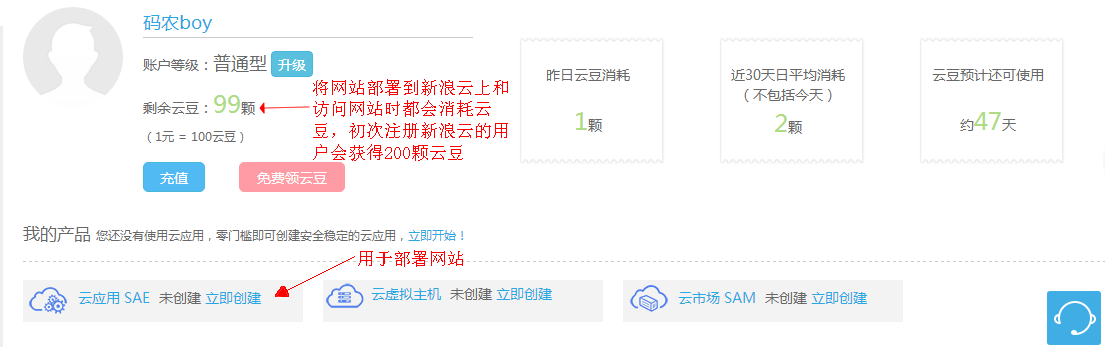 码农boy
账户等级：普通型 升级
将网站部署到新浪云上和
访问网站时都会消耗云
豆，初次注册新浪云的用
户会获得200颗云豆
剩余云豆：99颗
（1元 = 100云豆）
充值 免费领云豆
昨日云豆消耗
1颗
近30天日平均消耗
（不包括今天）
2颗
云豆预计还可使用
约47天
我的产品 您还没有使用云应用，零门槛即可创建安全稳定的云应用，立即开始！
用于部署网站
云应用 SAE 未创建 立即创建
云虚拟主机 未创建 立即创建
云市场 SAM 未创建 立即创建